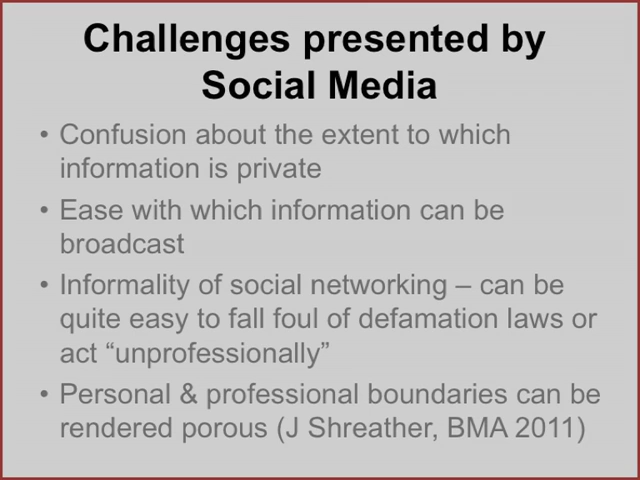 Challenges presented by
Social Media
• Confusion about the extent to which
information is private
• Ease with which information can be
broadcast
• Informality of social networking – can be
quite easy to fall foul of defamation laws or
act “unprofessionally”
• Personal & professional boundaries can be
rendered porous (J Shreather, BMA 2011)